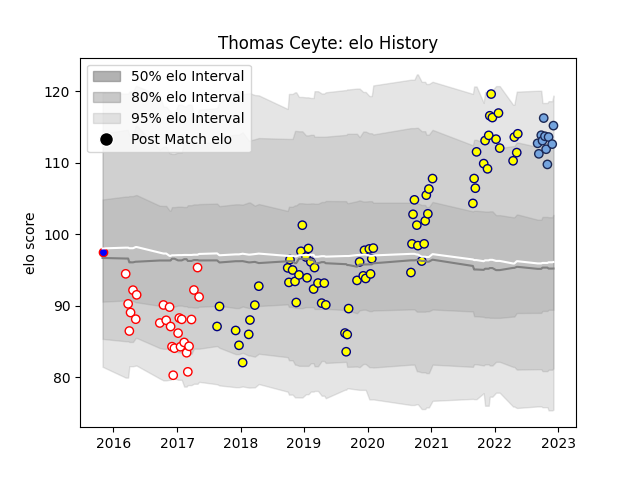 Thomas Ceyte: elo History
50% elo Interval
80% elo Interval
95% elo Interval
Post Match elo
elo score
120
110
100
90
80
2016 2017 2018 2019 2020 2021 2022 2023